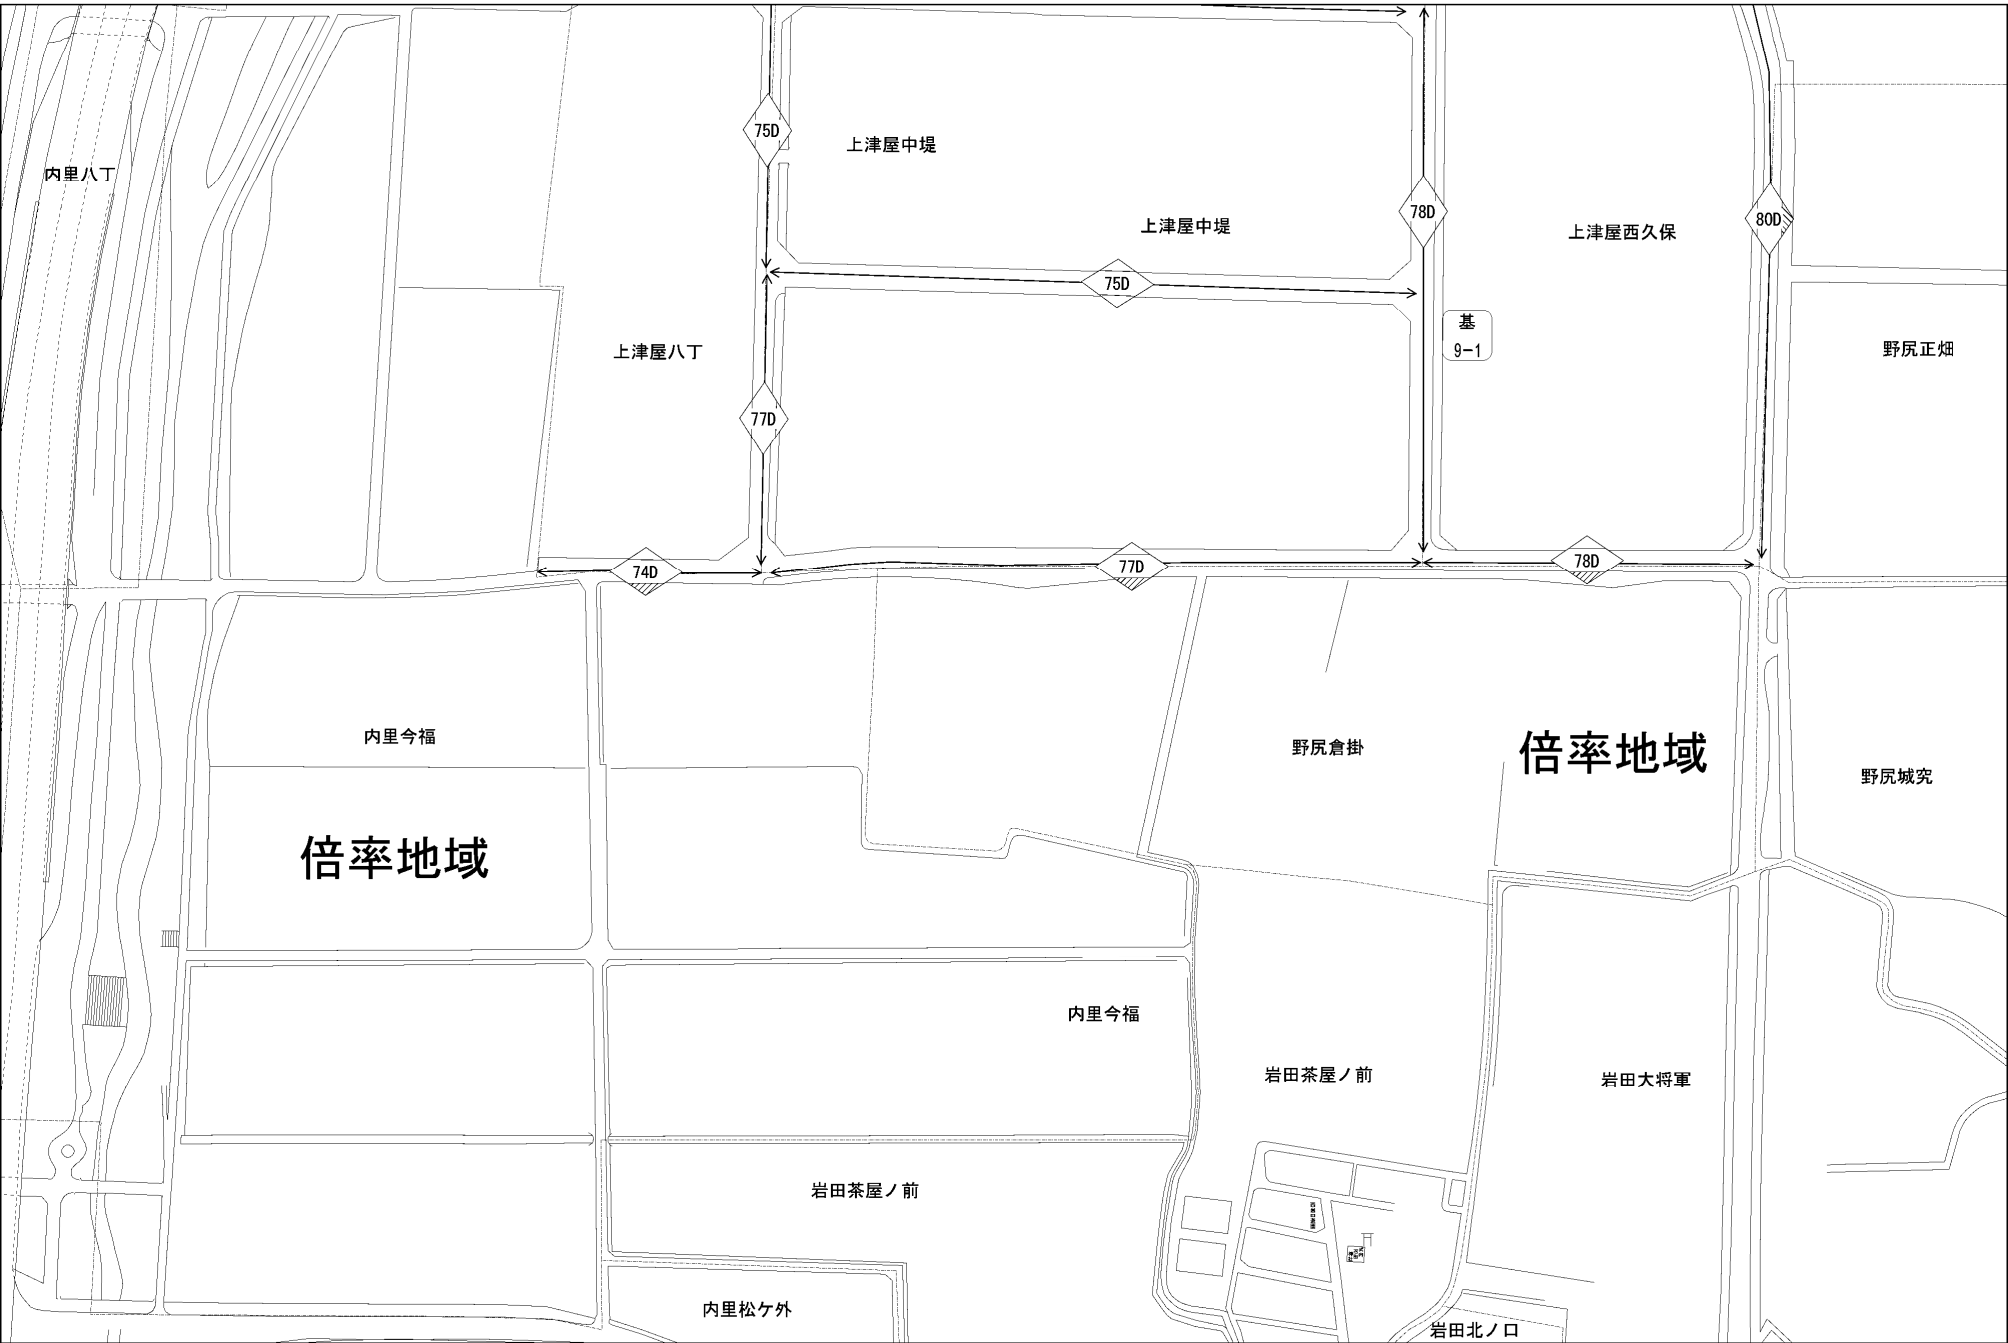 75D
上津屋中堤
内里八丁
78D
80D
上津屋中堤
上津屋西久保
75D
基
9-1
上津屋八丁
野尻正畑
77D
74D
77D
78D
内里今福
野尻倉掛
倍率地域
野尻城究
倍率地域
内里今福
岩田茶屋ノ前
岩田大将軍
岩田茶屋ノ前
内里松ケ外
岩田北ノ口